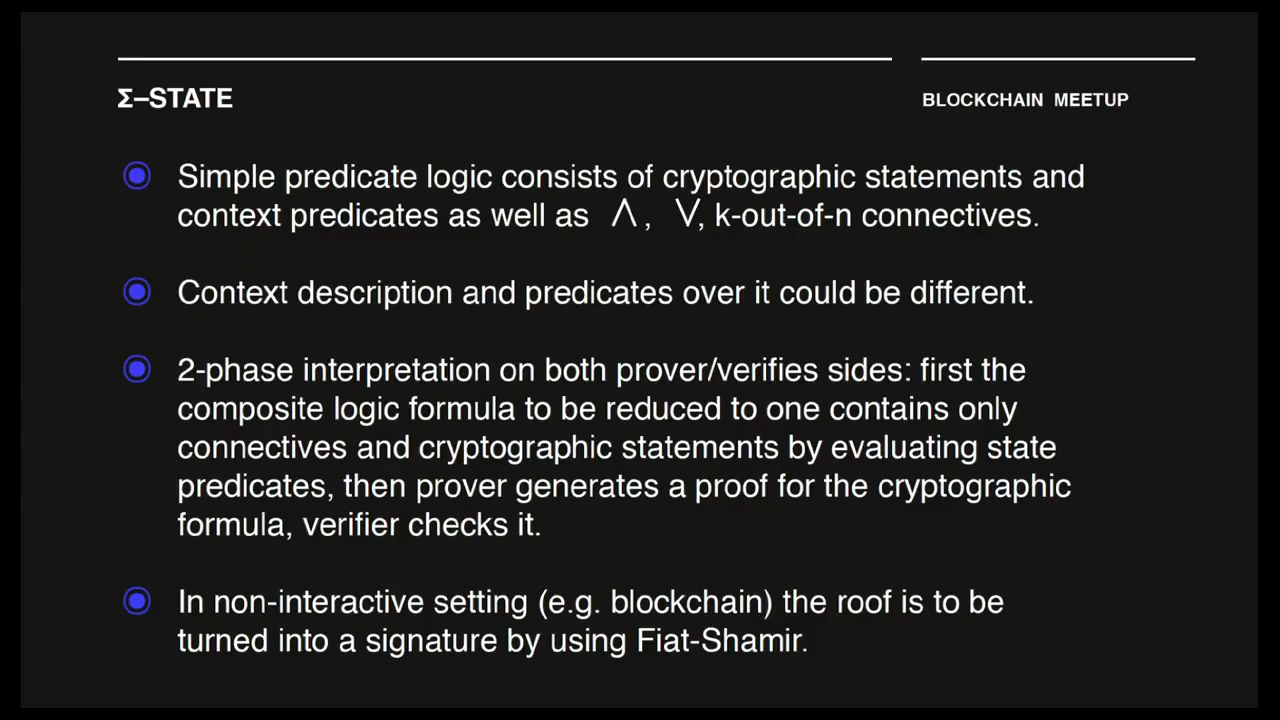 Σ–STATE
BLOCKCHAIN MEETUP
Simple predicate logic consists of cryptographic statements and
context predicates as well as ⋀, ⋁, k-out-of-n connectives.
Context description and predicates over it could be different.
2-phase interpretation on both prover/verifies sides: first the
composite logic formula to be reduced to one contains only
connectives and cryptographic statements by evaluating state
predicates, then prover generates a proof for the cryptographic
formula, verifier checks it.
In non-interactive setting (e.g. blockchain) the roof is to be
turned into a signature by using Fiat-Shamir.